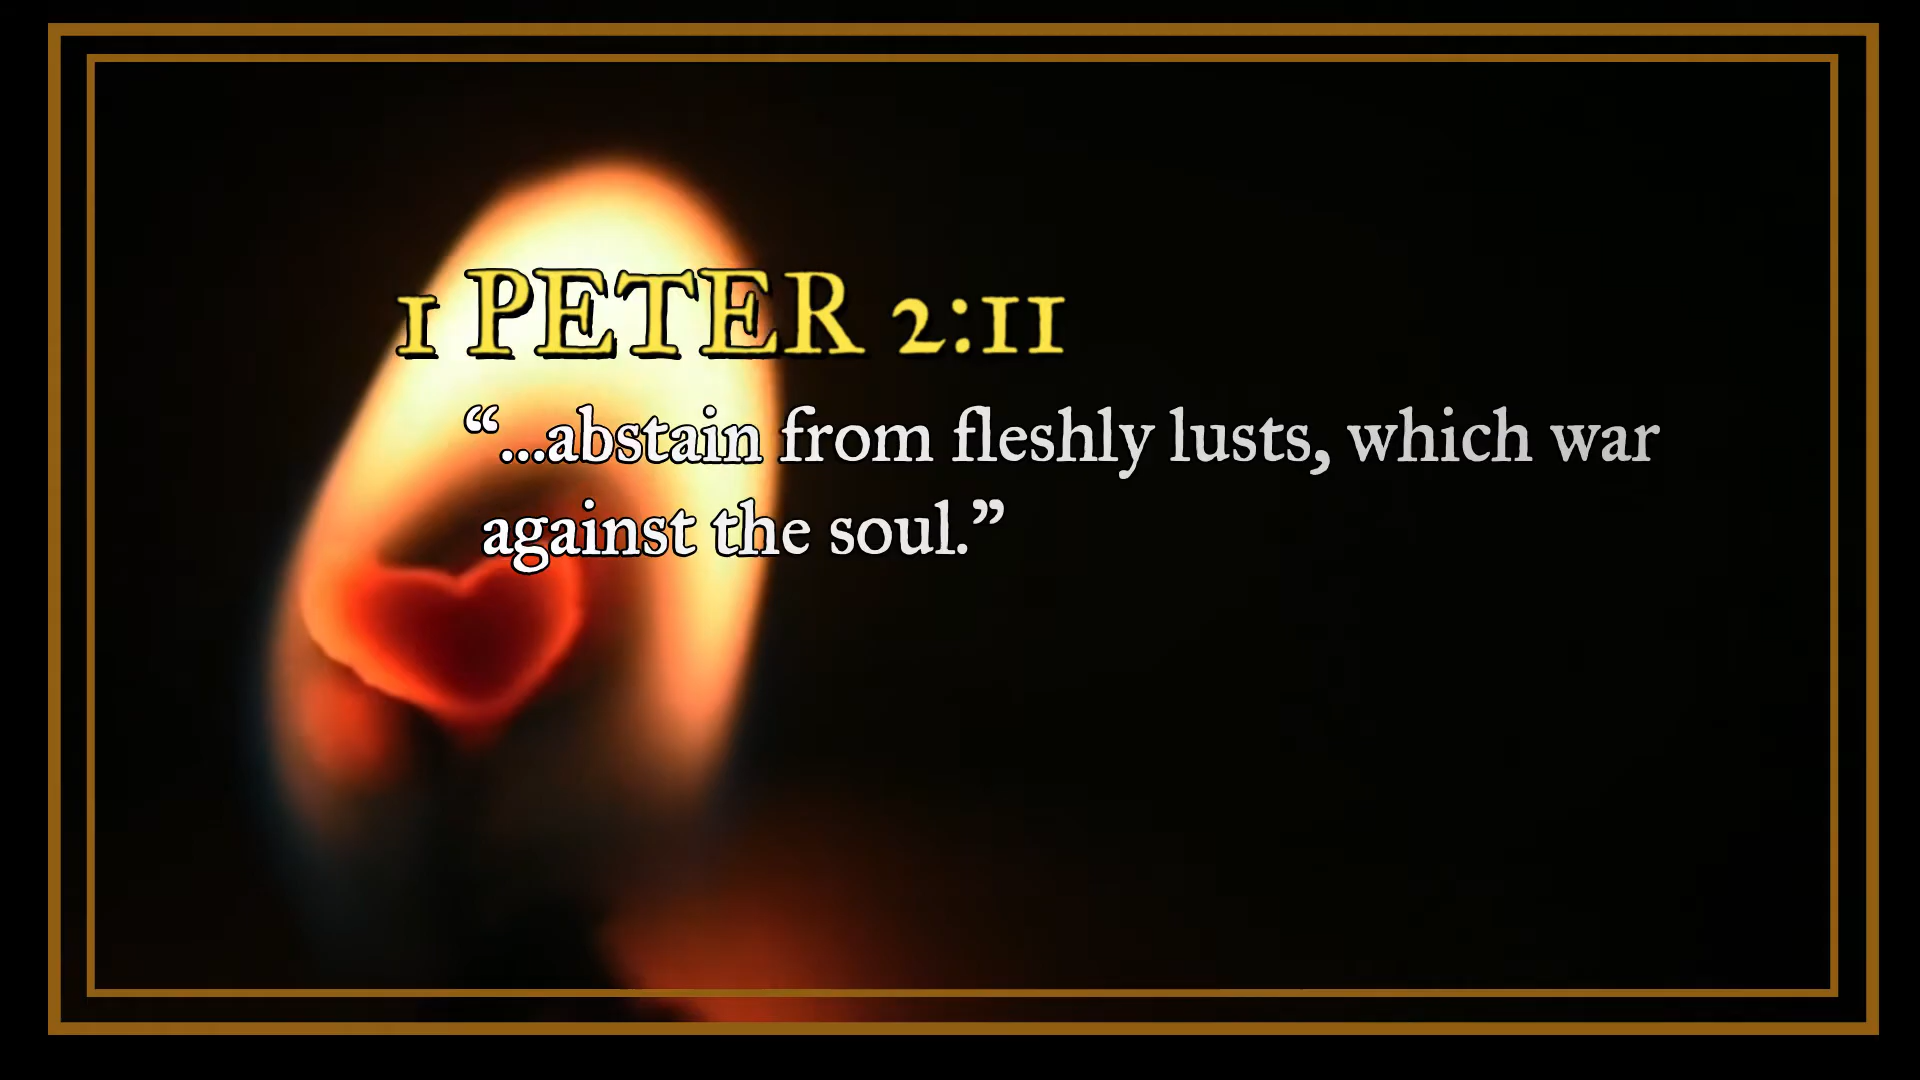 1 PETER 2:11
“...abstain from fleshly lusts, which war
against the soul.”